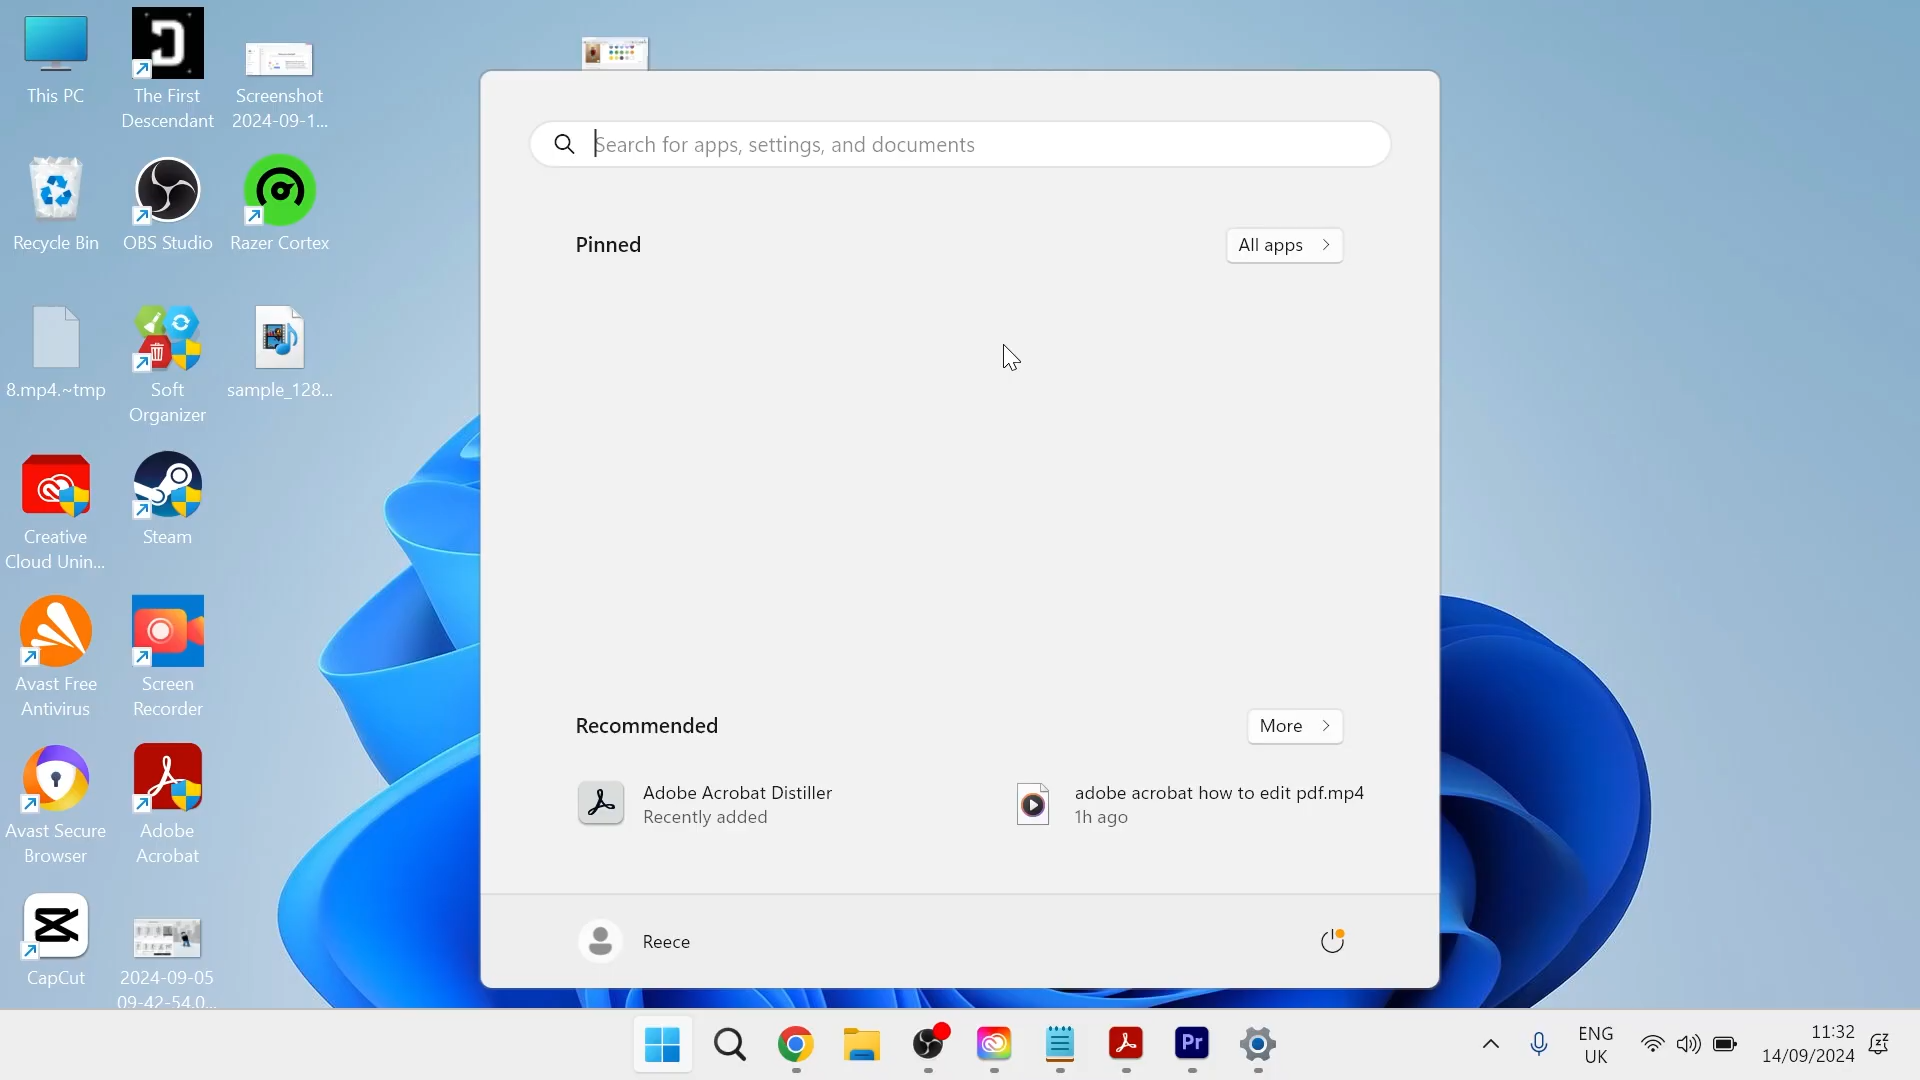 This PC
The First
Descendant
Screenshot
2024-09-1...
Recycle Bin
OBS Studio
Razer Cortex
8.mp4.~tmp
Soft
Organizer
sample_128...
Creative
Cloud Unin...
Steam
Avast Free
Antivirus
Screen
Recorder
Avast Secure
Browser
Adobe
Acrobat
CapCut
2024-09-05
09-42-54.0...
Search for apps, settings, and documents
Pinned
All apps
Recommended
More
Adobe Acrobat Distiller
Recently added
adobe acrobat how to edit pdf.mp4
1h ago
Reece
Pr
ENG
UK
11:32
14/09/2024